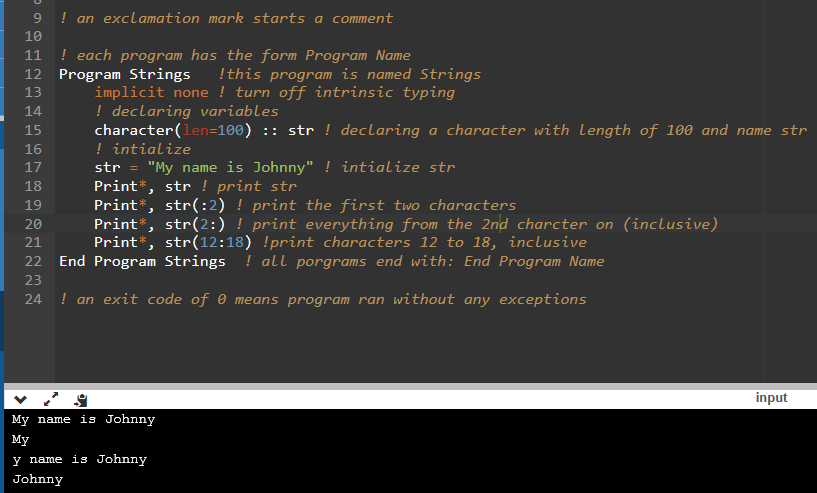 9 ! an exclamation mark starts a comment
10
11 ! each program has the form Program Name
12 Program Strings   !this program is named Strings
13     implicit none ! turn off intrinsic typing
14     ! declaring variables
15     character(len=100) :: str ! declaring a character with length of 100 and name str
16     ! intialize
17     str = "My name is Johnny" ! intialize str
18     Print*, str ! print str
19     Print*, str(:2) ! print the first two characters
20     Print*, str(2:) ! print everything from the 2nd charcter on (inclusive)
21     Print*, str(12:18) !print characters 12 to 18, inclusive
22 End Program Strings  ! all porgrams end with: End Program Name
23
24 ! an exit code of 0 means program ran without any exceptions
input
My name is Johnny
My
y name is Johnny
Johnny